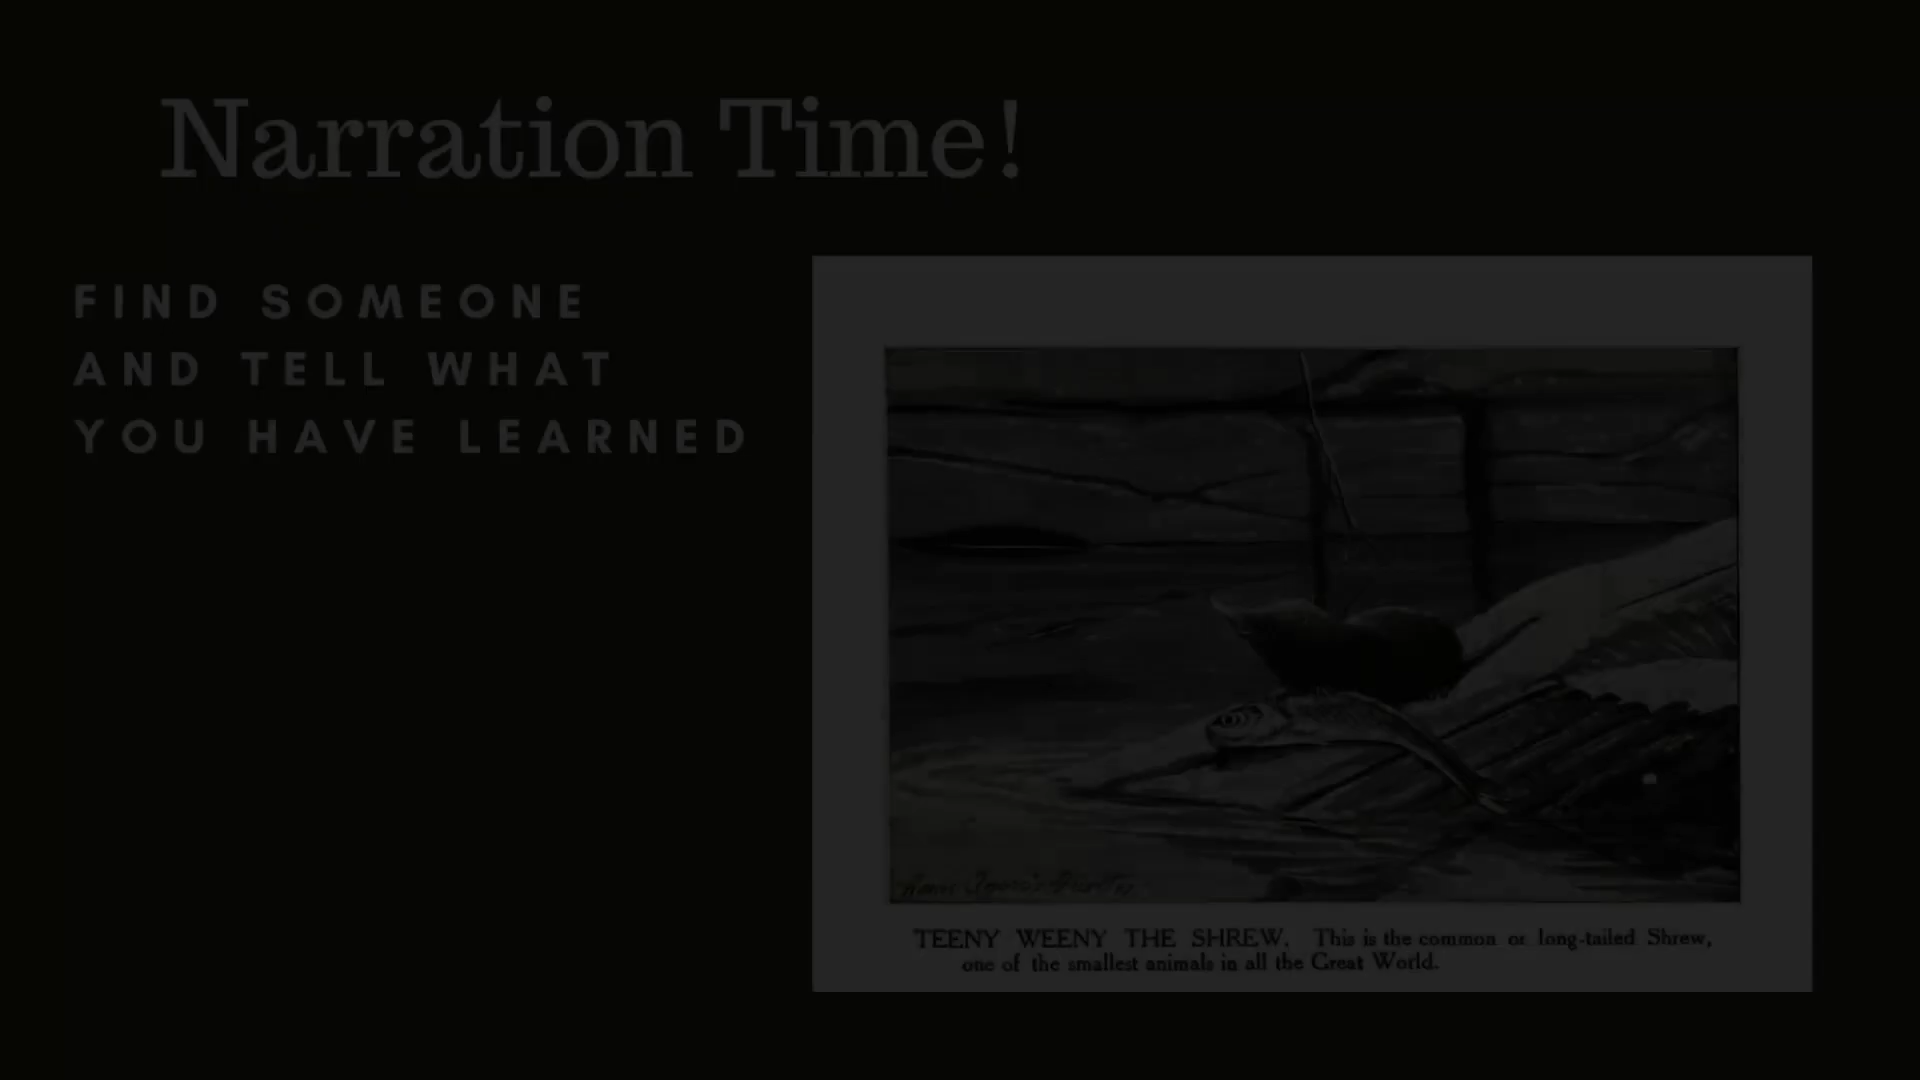 Narration Time!
FIND SOMEONE
AND TELL WHAT
YOU HAVE LEARNED
TEENY WEENY THE SHREW. This is the common or long-tailed Shrew,
one of the smallest animals in all the Great World.